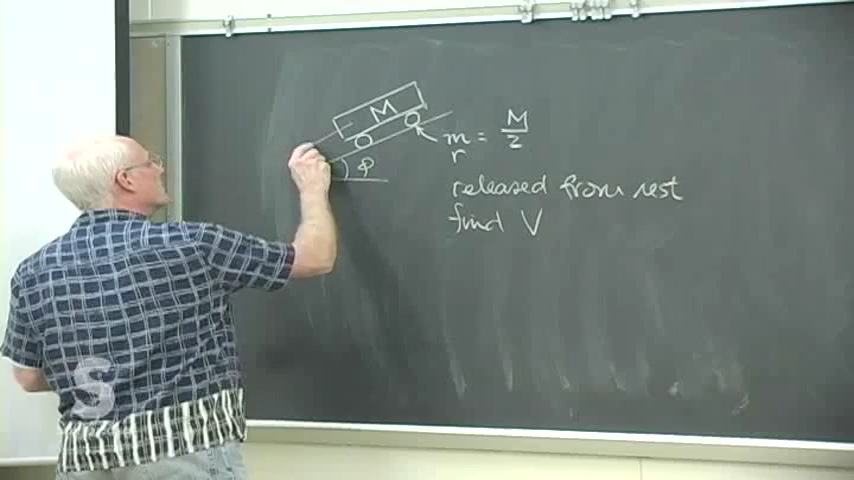 M
m = M/2
r
φ
released from rest
find V
S